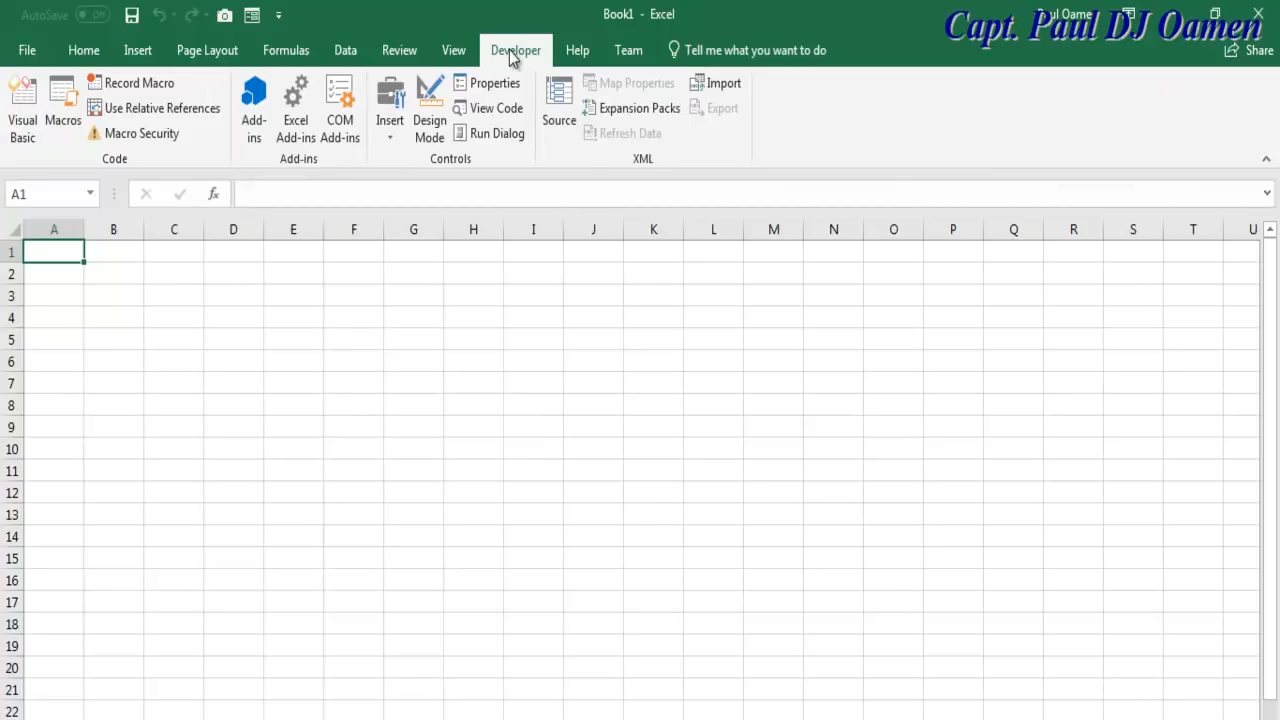 AutoSave Off
Book1 - Excel
Paul Oame
Capt. Paul DJ Oamen
File Home Insert Page Layout Formulas Data Review View Developer Help Team Tell me what you want to do Share
Visual Basic
Macros
Record Macro
Use Relative References
Macro Security
Code
Add-ins
Excel Add-ins
COM Add-ins
Add-ins
Insert
Design Mode
Properties
View Code
Run Dialog
Controls
Source
Map Properties
Expansion Packs
Refresh Data
Import
Export
XML
A1
fx
A B C D E F G H I J K L M N O P Q R S T U
1
2
3
4
5
6
7
8
9
10
11
12
13
14
15
16
17
18
19
20
21
22